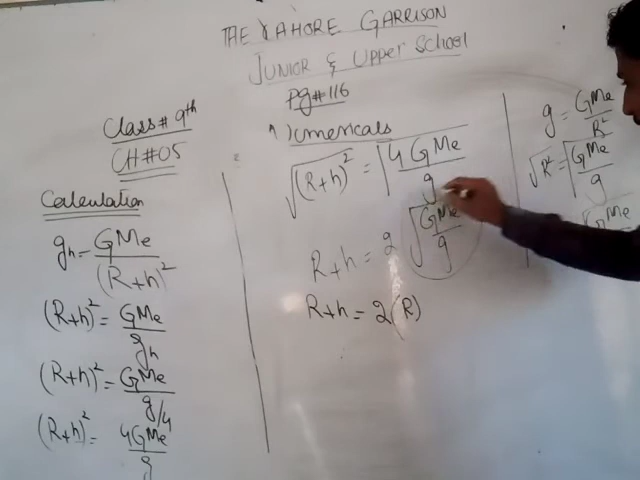 THE LAHORE GARRISON
JUNIOR & Upper School
Pg#116
Class# 9th
CH#05
Calculation
gh = GMe/(R+h)²
(R+h)² = GMe/gh
(R+h)² = GMe/g/4
(R+h)² = 4GMe/g
Numericals
√(R+h)² = √4GMe/g
R+h = 2√GMe/g
R+h = 2(R)
g = GMe/R²
√R² = √GMe/g
GMe